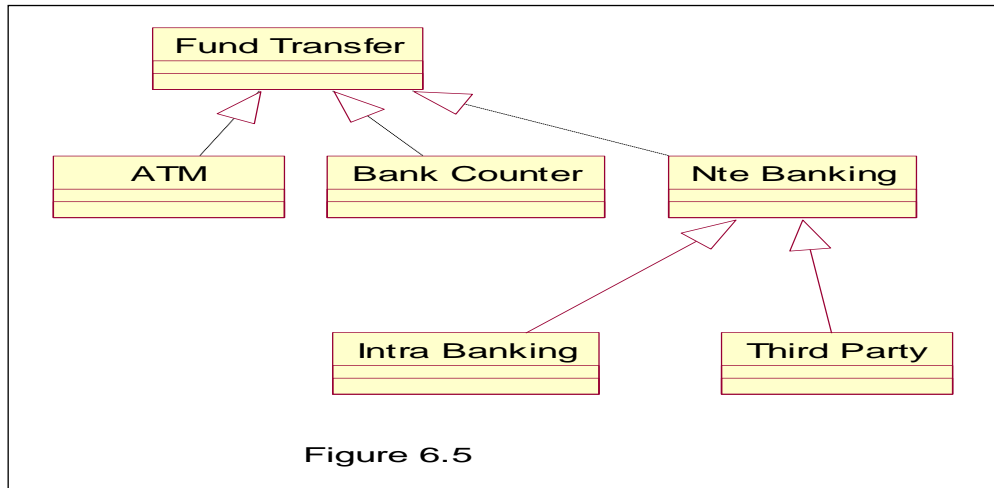 Fund Transfer
ATM
Bank Counter
Nte Banking
Intra Banking
Third Party
Figure 6.5